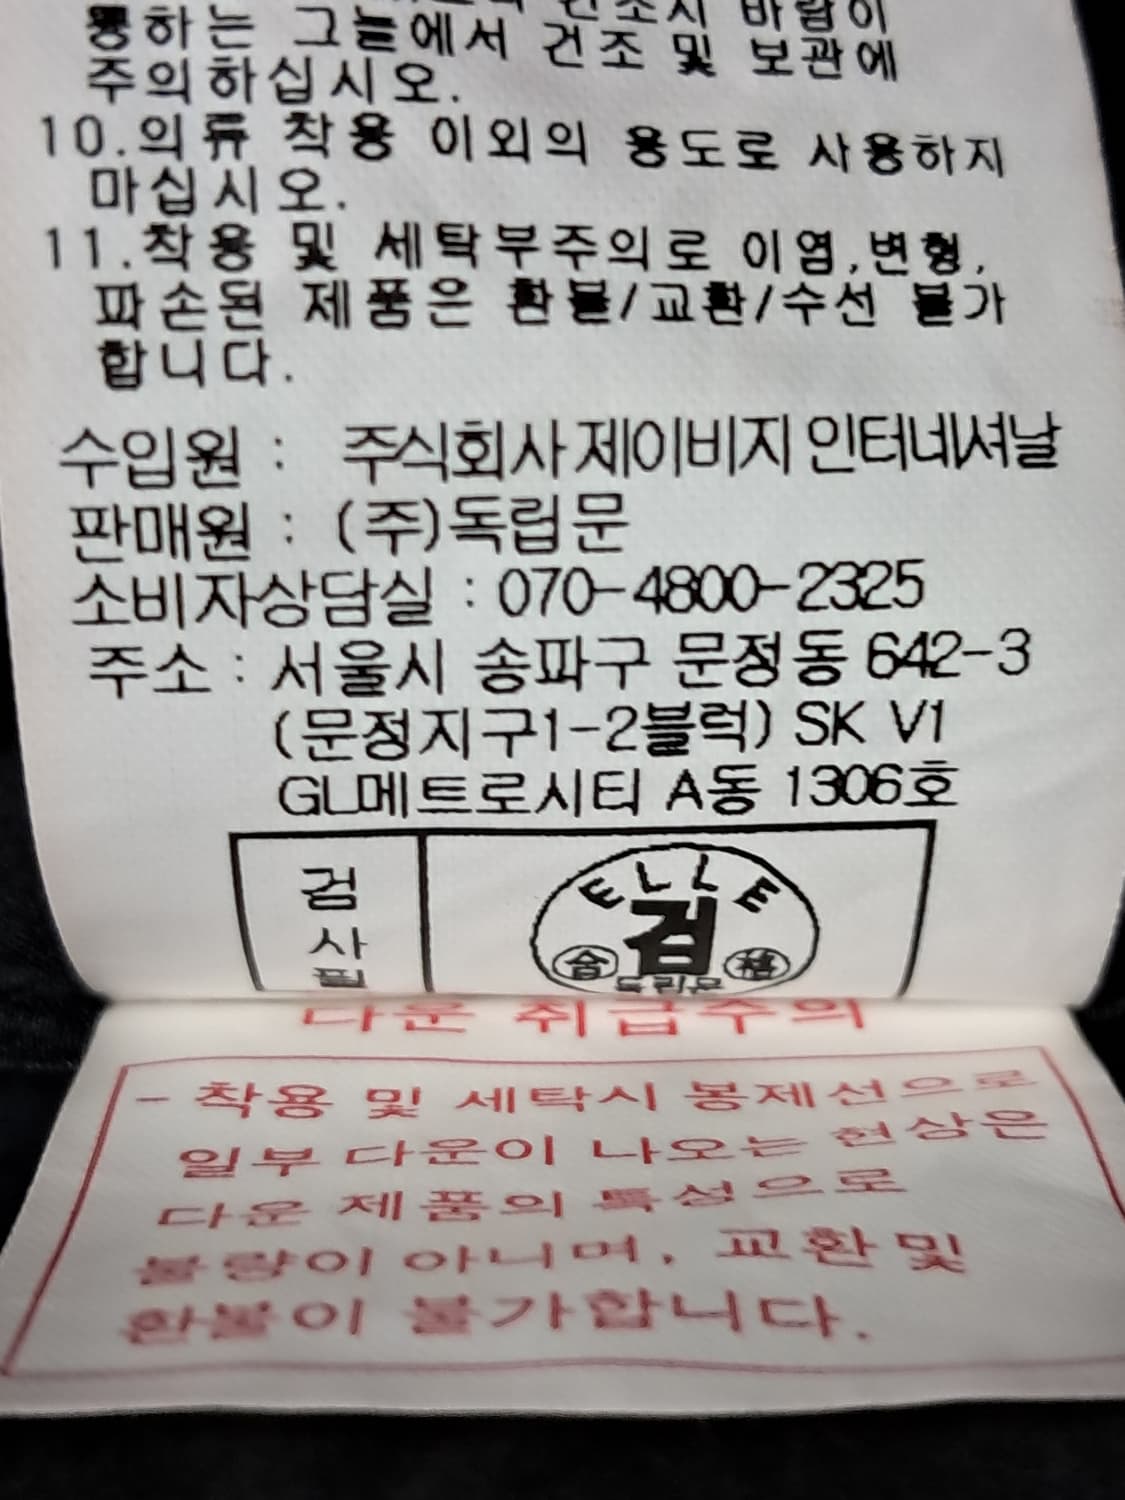 건조시 바람이
통하는 그늘에서 건조 및 보관에
주의하십시오.
10.의류 착용 이외의 용도로 사용하지
마십시오.
11.착용 및 세탁부주의로 이염,변형,
파손된 제품은 환불/교환/수선 불가
합니다.
수입원 : 주식회사 제이비지 인터네셔날
판매원 : (주)독립문
소비자상담실 : 070-4800-2325
주소 : 서울시 송파구 문정동 642-3
(문정지구1-2블럭) SK V1
GL메트로시티 A동 1306호
검사필
ELLE
검
合 格
독립문
다운 취급주의
- 착용 및 세탁시 봉제선으로
일부 다운이 나오는 현상은
다운 제품의 특성으로
불량이 아니며, 교환 및
환불이 불가합니다.